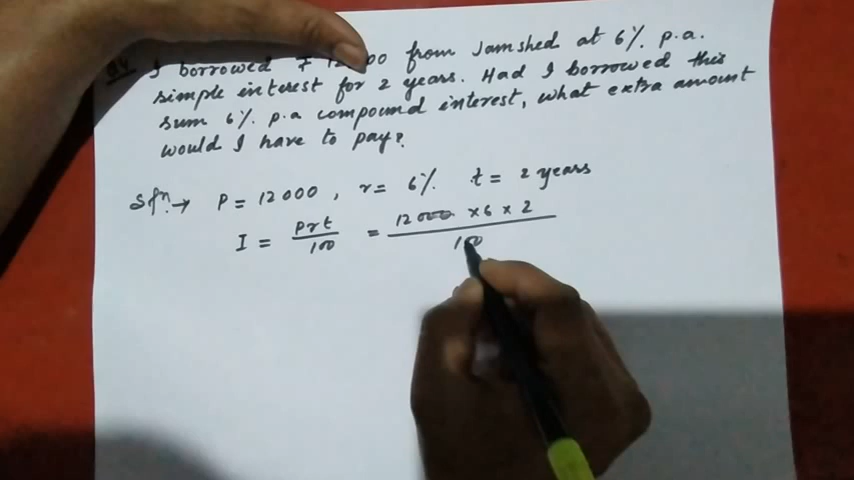 I borrowed ₹ 12000 from Jamshed at 6% p.a.
simple interest for 2 years. Had I borrowed this
sum 6% p.a compound interest, what extra amount
would I have to pay?
Solⁿ.→ P = 12000 , r = 6% t = 2 years
I = prt/100 = 12000 × 6 × 2/100